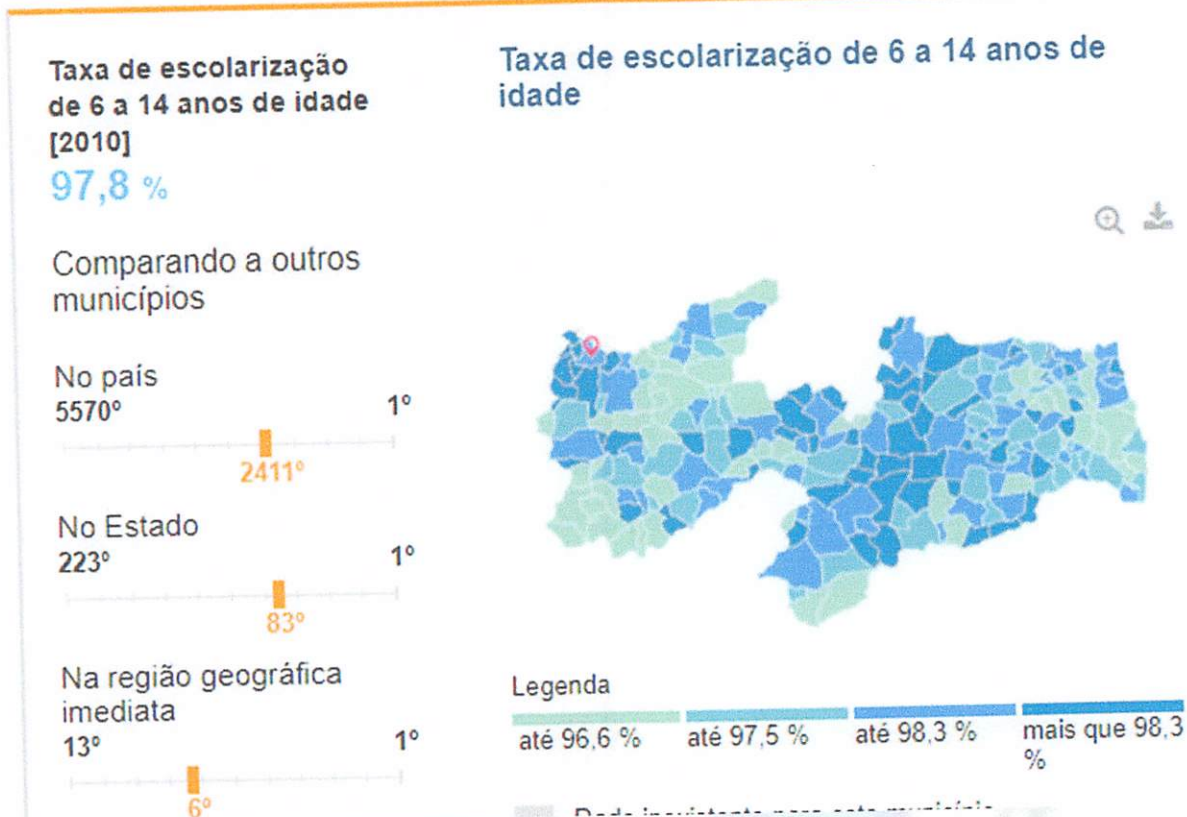 Taxa de escolarização
de 6 a 14 anos de idade
[2010]
97,8 %
Comparando a outros
municípios
No país
5570º 1º
2411º
No Estado
223º 1º
83º
Na região geográfica
imediata
13º 1º
6º
Taxa de escolarização de 6 a 14 anos de
idade
Legenda
até 96,6 % até 97,5 % até 98,3 % mais que 98,3
%